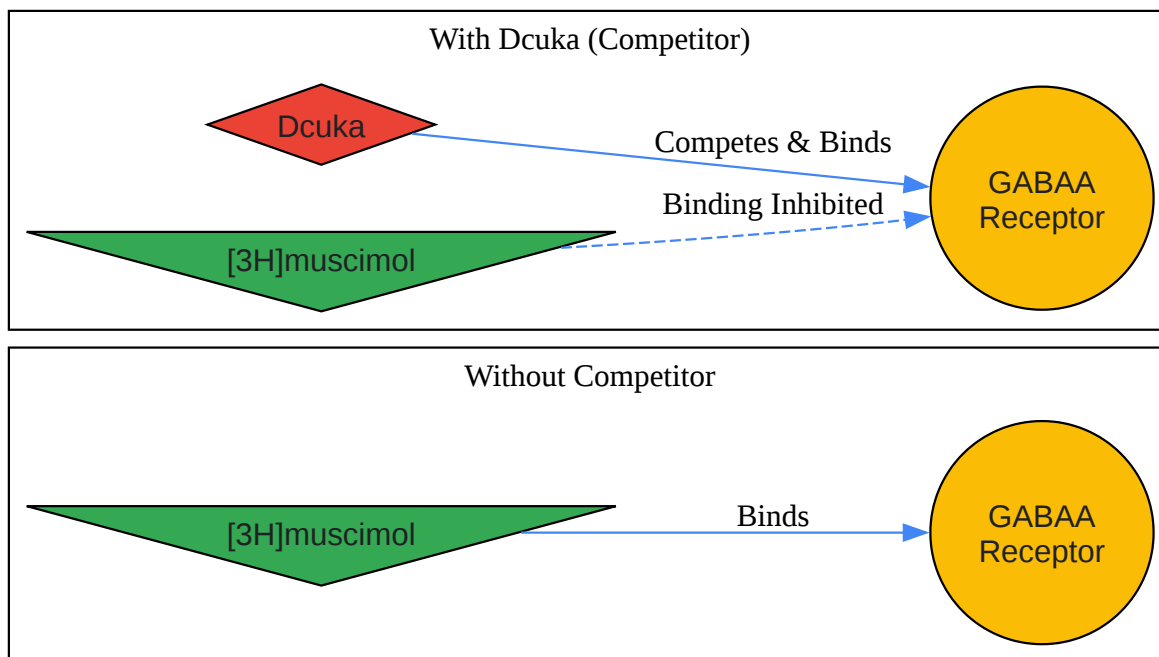 With Dcuka (Competitor)
Dcuka
Competes & Binds
GABAA
Receptor
Binding Inhibited
[3H]muscimol
Without Competitor
[3H]muscimol
Binds
GABAA
Receptor